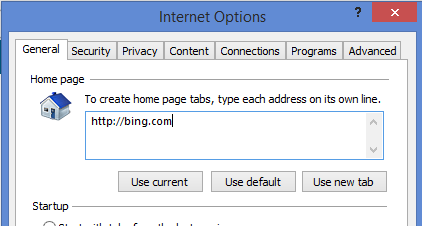 Internet Options
?
General Security Privacy Content Connections Programs Advanced
Home page
To create home page tabs, type each address on its own line.
http://bing.com
Use current Use default Use new tab
Startup